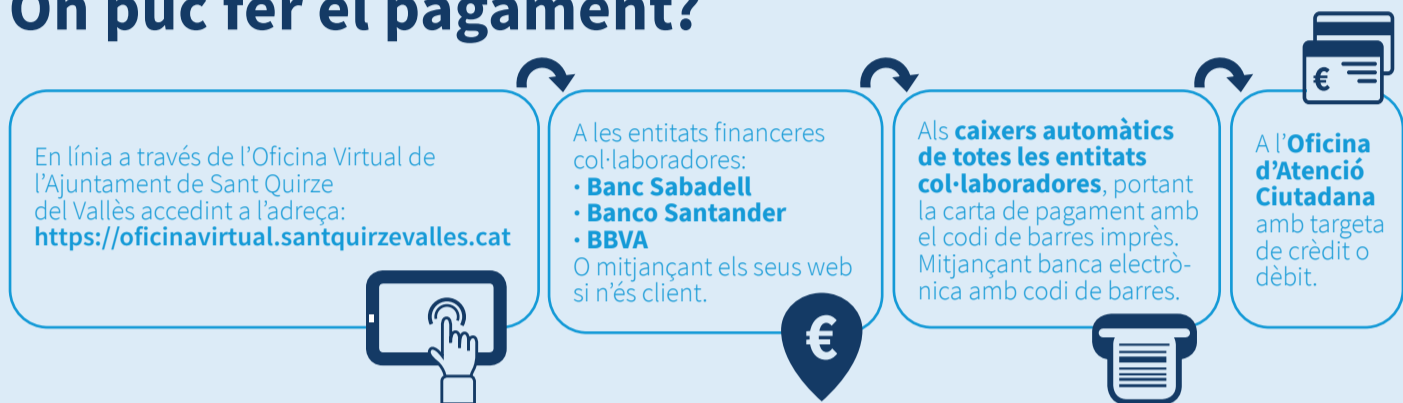 On puc fer el pagament?
En línia a través de l'Oficina Virtual de
l'Ajuntament de Sant Quirze
del Vallès accedint a l'adreça:
https://oficinavirtual.santquirzevalles.cat
A les entitats financeres
col·laboradores:
· Banc Sabadell
· Banco Santander
· BBVA
O mitjançant els seus web
si n'és client.
€
Als caixers automàtics
de totes les entitats
col·laboradores, portant
la carta de pagament amb
el codi de barres imprès.
Mitjançant banca electrò-
nica amb codi de barres.
€
A l'Oficina
d'Atenció
Ciutadana
amb targeta
de crèdit o
dèbit.